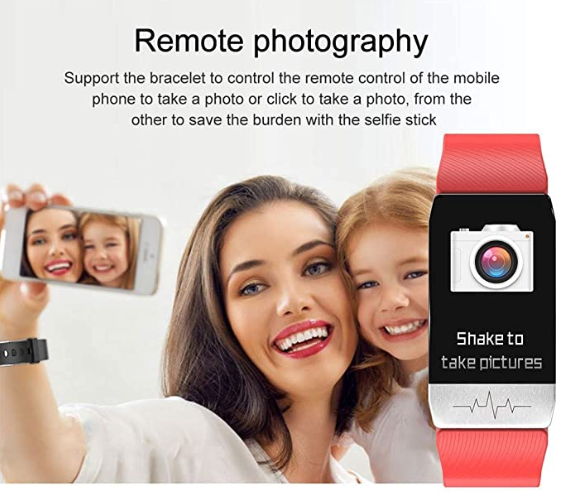 Remote photography
Support the bracelet to control the remote control of the mobile
phone to take a photo or click to take a photo, from the
other to save the burden with the selfie stick
Shake to
take pictures